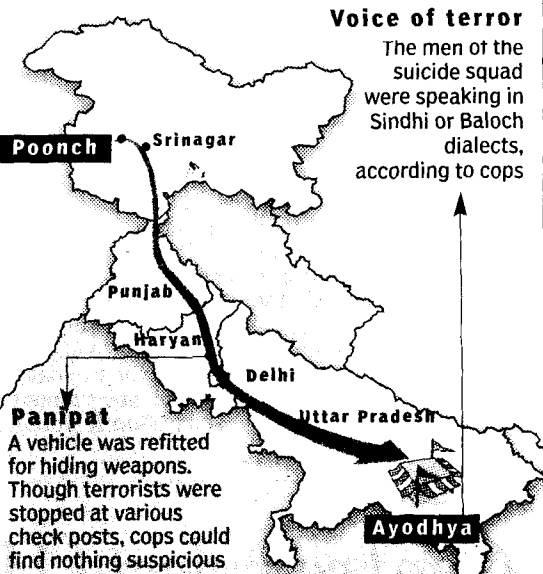 Voice of terror
The men of the
suicide squad
were speaking in
Sindhi or Baloch
dialects,
according to cops
Poonch
Srinagar
Punjab
Haryan
Delhi
Panipat
A vehicle was refitted
for hiding weapons.
Though terrorists were
stopped at various
check posts, cops could
find nothing suspicious
Uttar Pradesh
Ayodhya